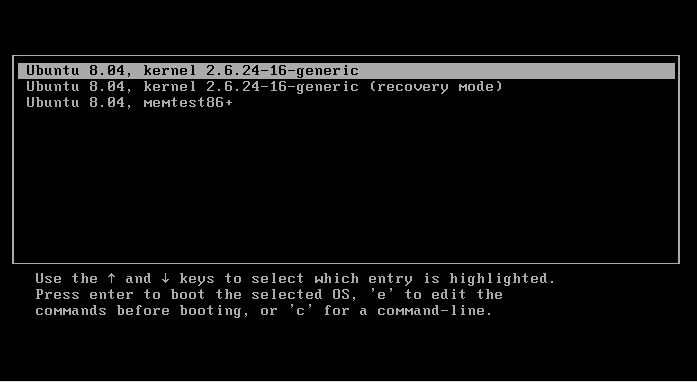 Ubuntu 8.04, kernel 2.6.24-16-generic
Ubuntu 8.04, kernel 2.6.24-16-generic (recovery mode)
Ubuntu 8.04, memtest86+
Use the ↑ and ↓ keys to select which entry is highlighted.
Press enter to boot the selected OS, 'e' to edit the
commands before booting, or 'c' for a command-line.